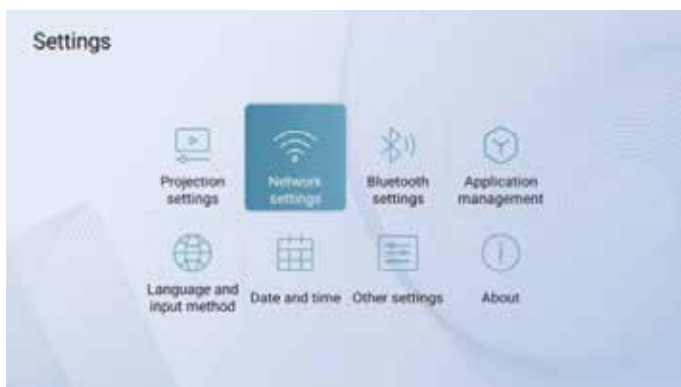 Settings
Projection
settings
Network
settings
Bluetooth
settings
Application
management
Language and
input method
Date and time
Other settings
About